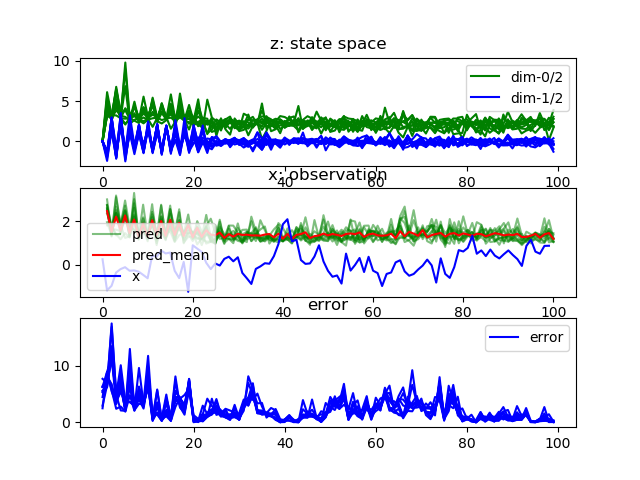 z: state space
10
5
0
dim-0/2
dim-1/2
0 20 40 60 80 100
x: observation
2
0
pred
pred_mean
x
0 20 40 60 80 100
error
10
0
error
0 20 40 60 80 100